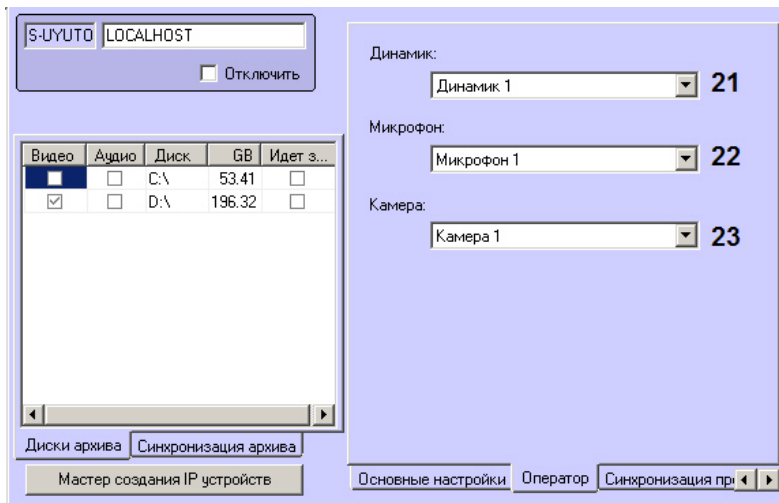 S-UYUTO LOCALHOST
Отключить
Видео Аудио Диск GB Идет з...
C:\ 53.41
D:\ 196.32
Диски архива Синхронизация архива
Мастер создания IP устройств
Динамик:
Динамик 1 21
Микрофон:
Микрофон 1 22
Камера:
Камера 1 23
Основные настройки Оператор Синхронизация пр